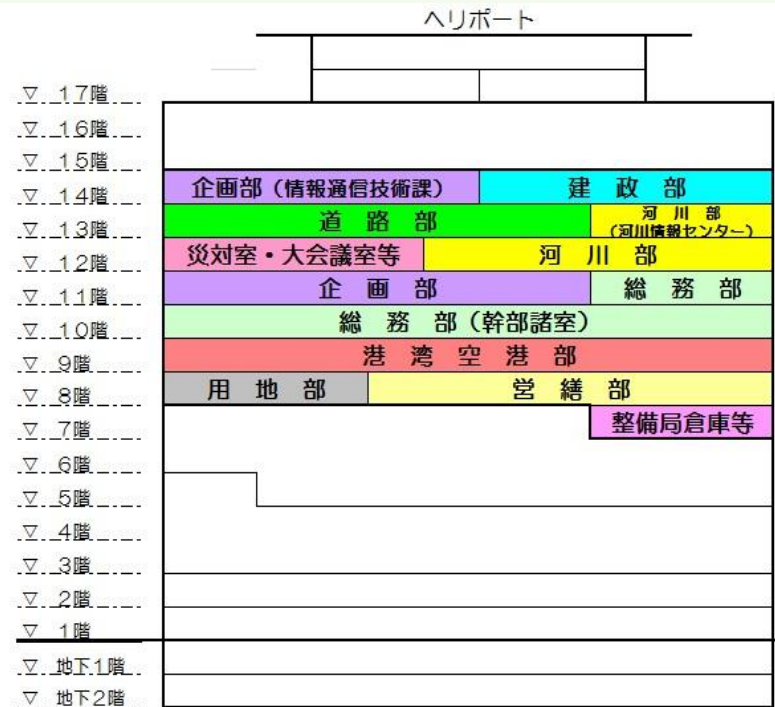 ヘリポート
▽ 17階
▽ 16階
▽ 15階
▽ 14階
企画部(情報通信技術課)
建政部
▽ 13階
道路部
河川部
(河川情報センター)
▽ 12階
災対室・大会議室等
河川部
▽ 11階
企画部
総務部
▽ 10階
総務部(幹部諸室)
▽ 9階
港湾空港部
▽ 8階
用地部
営繕部
▽ 7階
整備局倉庫等
▽ 6階
▽ 5階
▽ 4階
▽ 3階
▽ 2階
▽ 1階
▽ 地下1階
▽ 地下2階